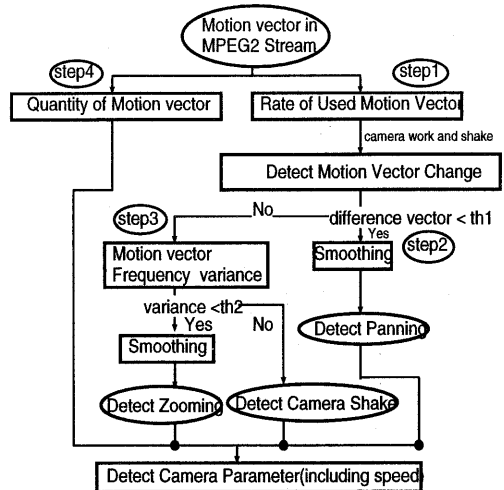 Motion vector in
MPEG2 Stream
step4
step1
Quantity of Motion vector
Rate of Used Motion Vector
camera work and shake
Detect Motion Vector Change
No
difference vector < th1
step3
Yes
step2
Motion vector
Frequency variance
Smoothing
variance <th2
Yes
No
Detect Panning
Smoothing
Detect Zooming
Detect Camera Shake
Detect Camera Parameter(including speed)